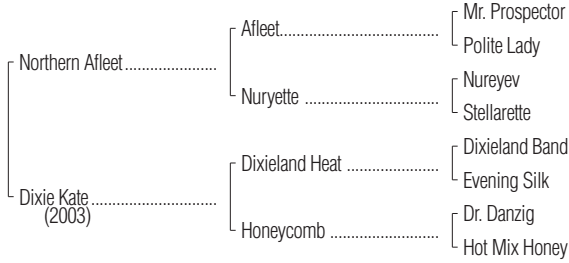 Mr. Prospector
Afleet
Polite Lady
Northern Afleet
Nureyev
Nuryette
Stellarette
Dixieland Band
Dixieland Heat
Evening Silk
Dixie Kate
(2003)
Dr. Danzig
Honeycomb
Hot Mix Honey